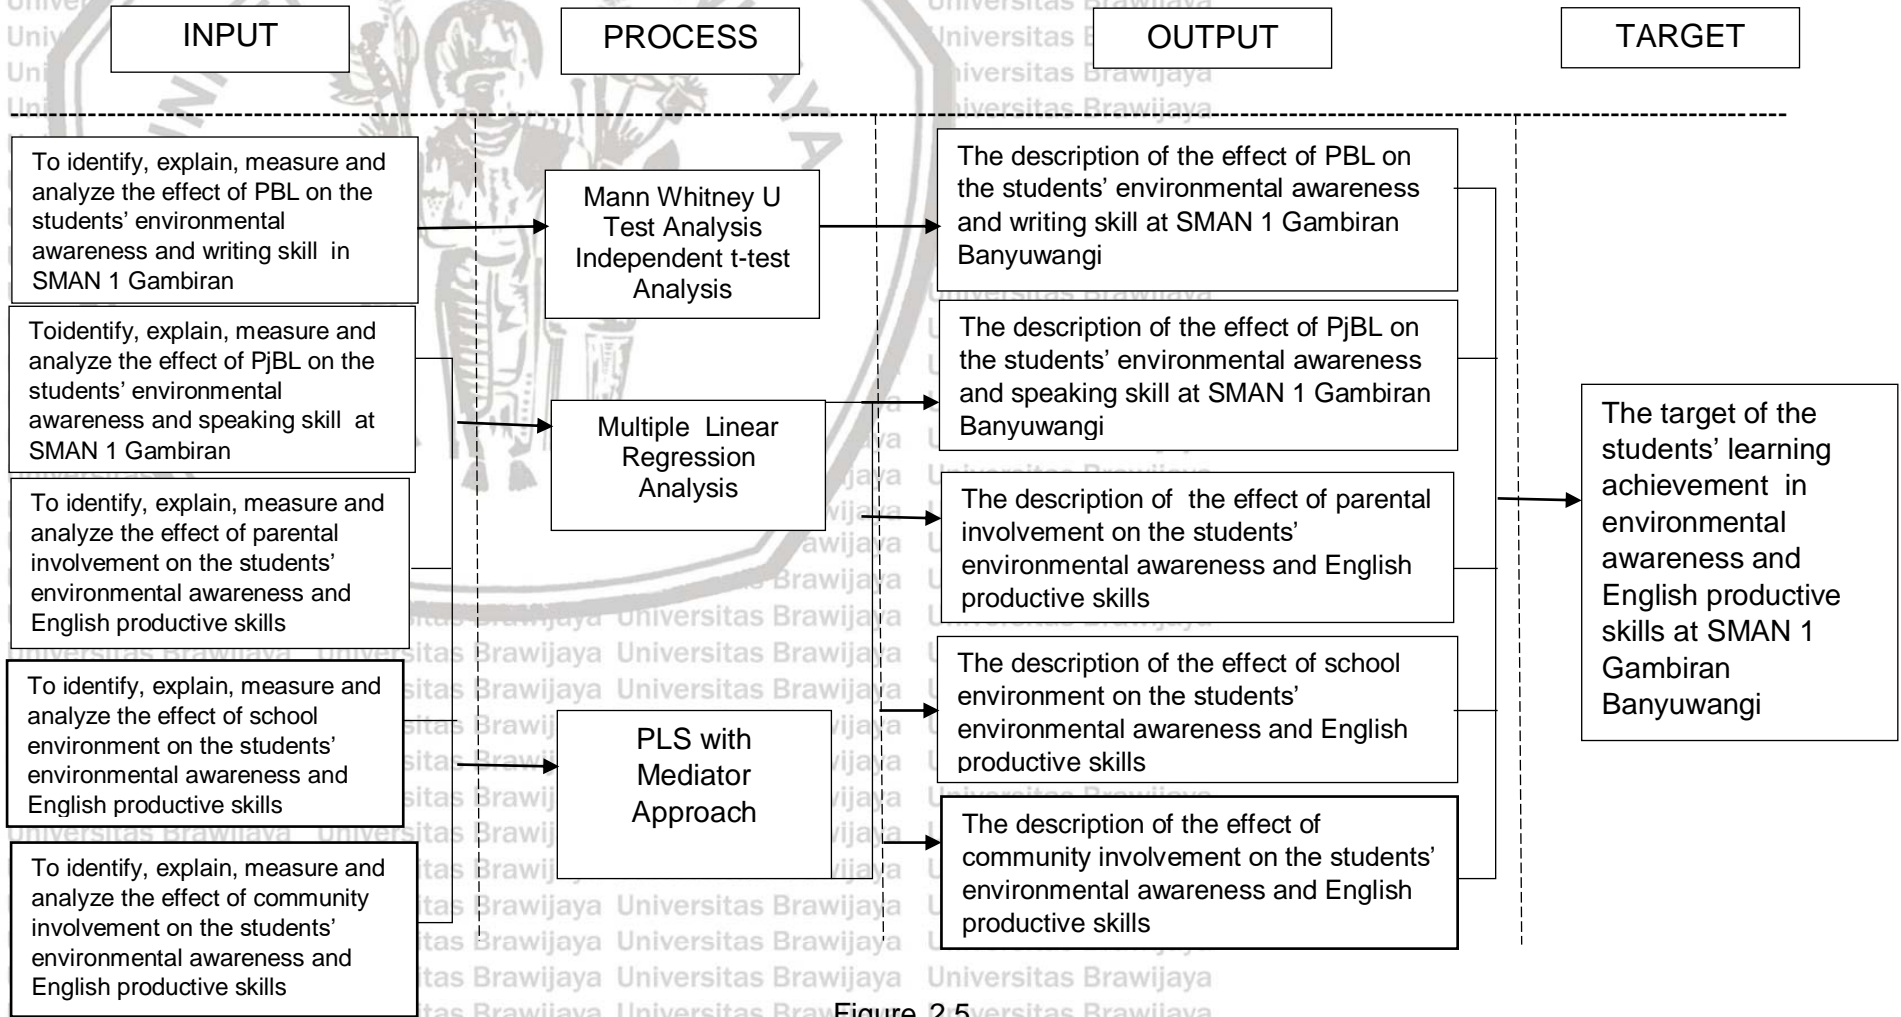 INPUT
PROCESS
OUTPUT
TARGET
To identify, explain, measure and
analyze the effect of PBL on the
students’ environmental
awareness and writing skill in
SMAN 1 Gambiran
Toidentify, explain, measure and
analyze the effect of PjBL on the
students’ environmental
awareness and speaking skill at
SMAN 1 Gambiran
To identify, explain, measure and
analyze the effect of parental
involvement on the students’
environmental awareness and
English productive skills
To identify, explain, measure and
analyze the effect of school
environment on the students’
environmental awareness and
English productive skills
To identify, explain, measure and
analyze the effect of community
involvement on the students’
environmental awareness and
English productive skills
Mann Whitney U
Test Analysis
Independent t-test
Analysis
Multiple Linear
Regression
Analysis
PLS with
Mediator
Approach
The description of the effect of PBL on
the students’ environmental awareness
and writing skill at SMAN 1 Gambiran
Banyuwangi
The description of the effect of PjBL on
the students’ environmental awareness
and speaking skill at SMAN 1 Gambiran
Banyuwangi
The description of the effect of parental
involvement on the students’
environmental awareness and English
productive skills
The description of the effect of school
environment on the students’
environmental awareness and English
productive skills
The description of the effect of
community involvement on the students’
environmental awareness and English
productive skills
The target of the
students’ learning
achievement in
environmental
awareness and
English productive
skills at SMAN 1
Gambiran
Banyuwangi
Figure 2.5